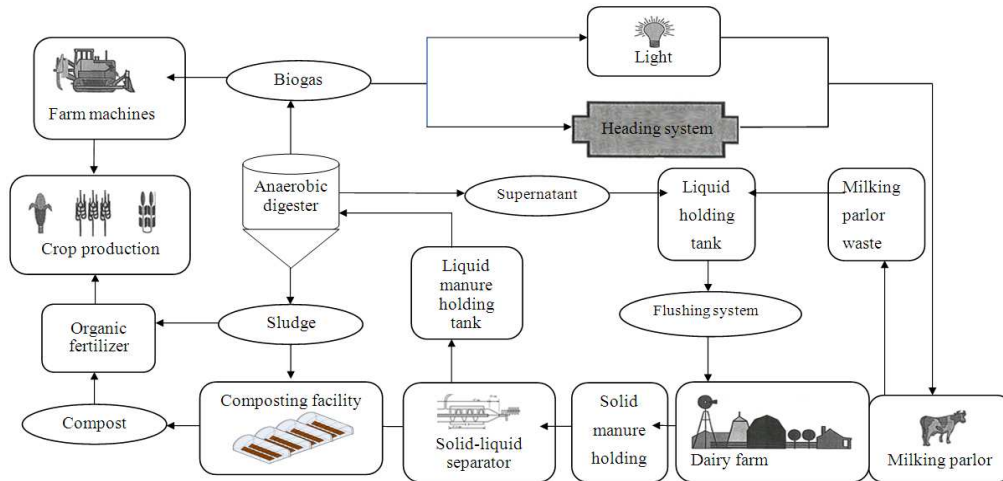 Light
Biogas
Farm machines
Heading system
Anaerobic
digester
Supernatant
Liquid
holding
tank
Milking
parlor
waste
Crop production
Liquid
manure
holding
tank
Organic
fertilizer
Sludge
Flushing system
Compost
Composting facility
Solid-liquid
separator
Solid
manure
holding
Dairy farm
Milking parlor